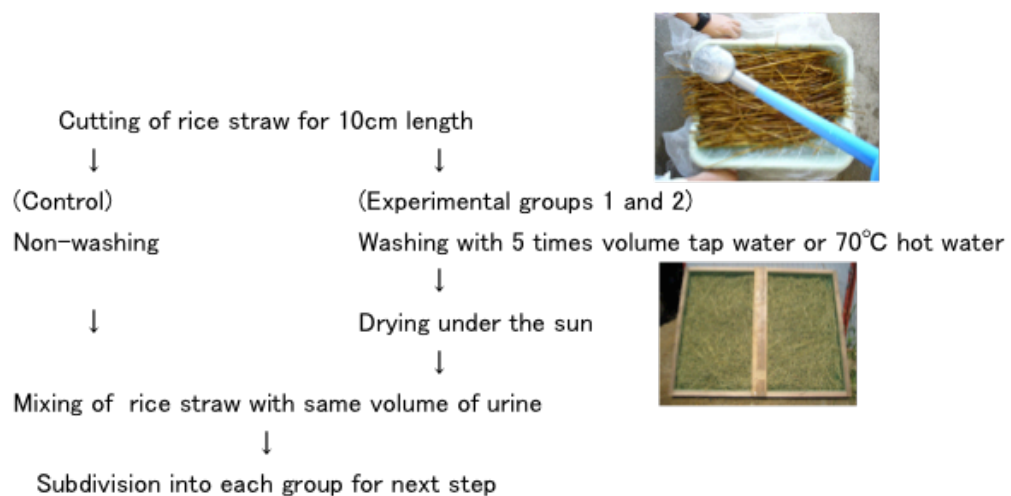 Cutting of rice straw for 10cm length
↓ ↓
(Control) (Experimental groups 1 and 2)
Non-washing Washing with 5 times volume tap water or 70℃ hot water
↓
↓ Drying under the sun
↓
Mixing of rice straw with same volume of urine
↓
Subdivision into each group for next step